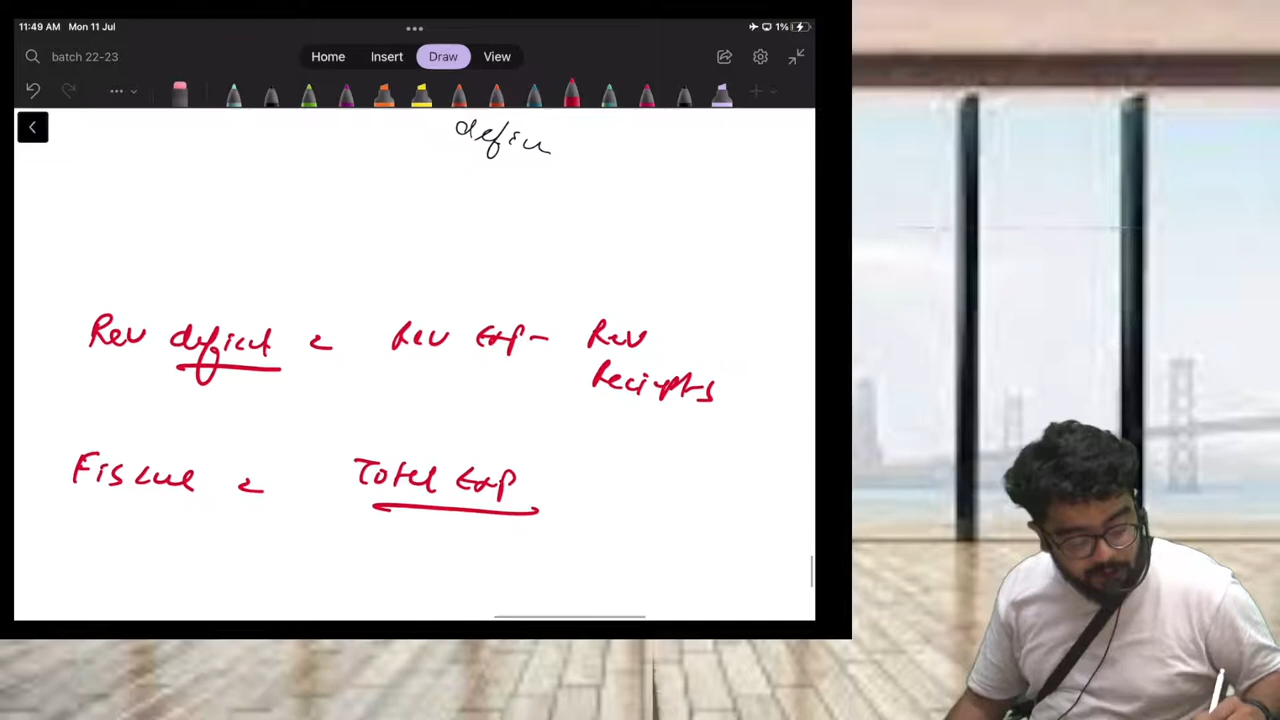 11:49 AM Mon 11 Jul
1%
batch 22-23
Home Insert Draw View
defici
Rev deficit = Rev Exp - Rev
Reciepts
Fiscal = Total Exp